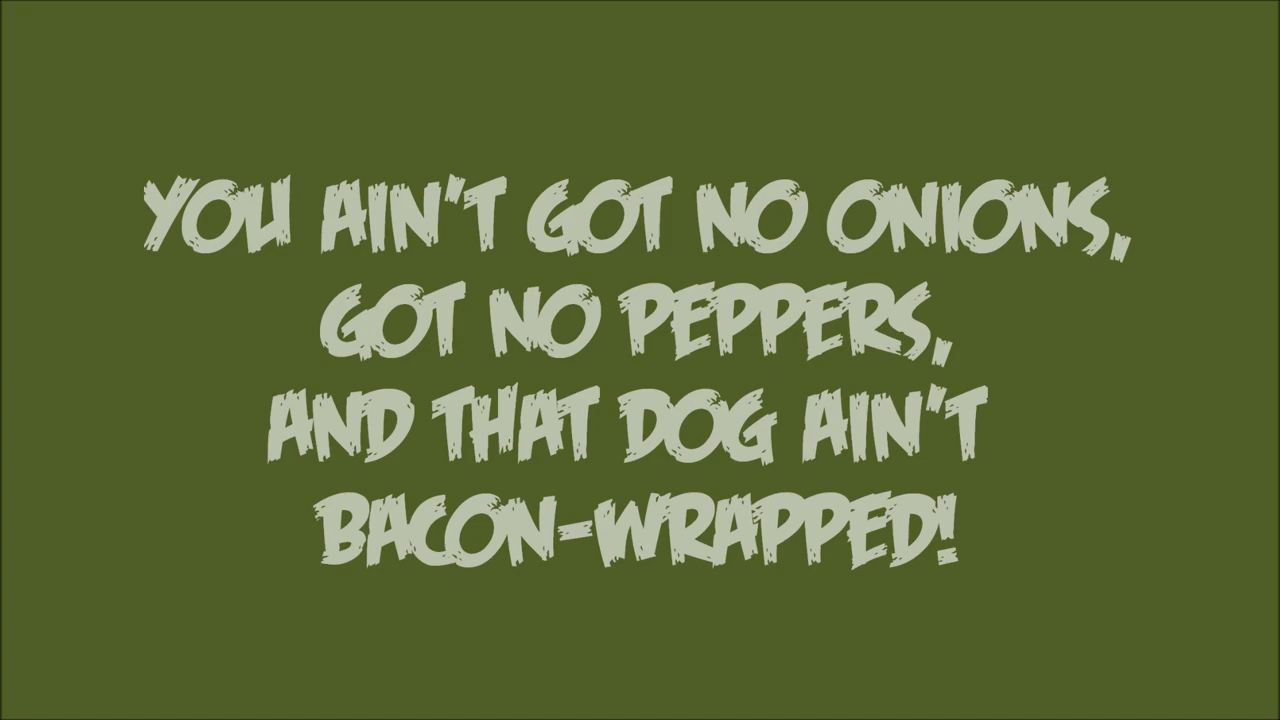 YOU AIN'T GOT NO ONIONS,
GOT NO PEPPERS,
AND THAT DOG AIN'T
BACON-WRAPPED!